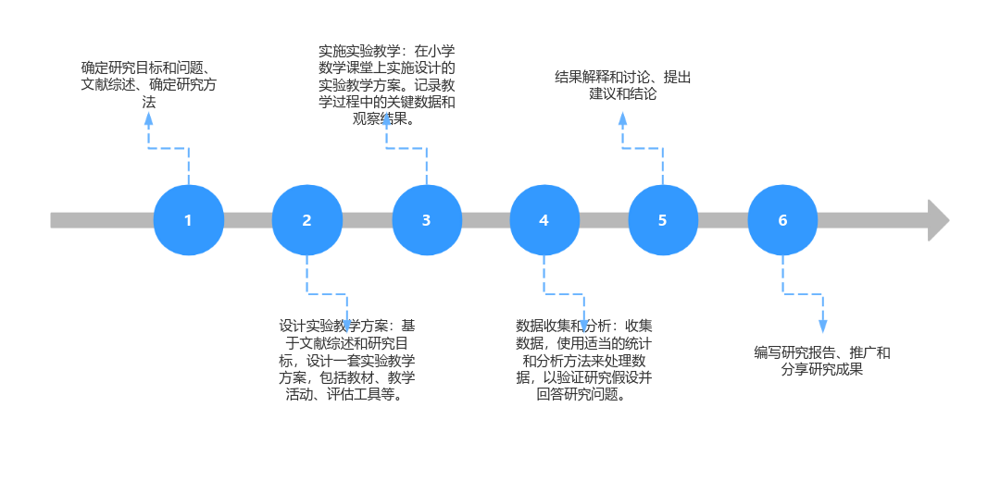 确定研究目标和问题、
文献综述、确定研究方
法
实施实验教学：在小学
数学课堂上实施设计的
实验教学方案。记录教
学过程中的关键数据和
观察结果。
结果解释和讨论、提出
建议和结论
1
2
3
4
5
6
设计实验教学方案：基
于文献综述和研究目
标，设计一套实验教学
方案，包括教材、教学
活动、评估工具等。
数据收集和分析：收集
数据，使用适当的统计
和分析方法来处理数
据，以验证研究假设并
回答研究问题。
编写研究报告、推广和
分享研究成果